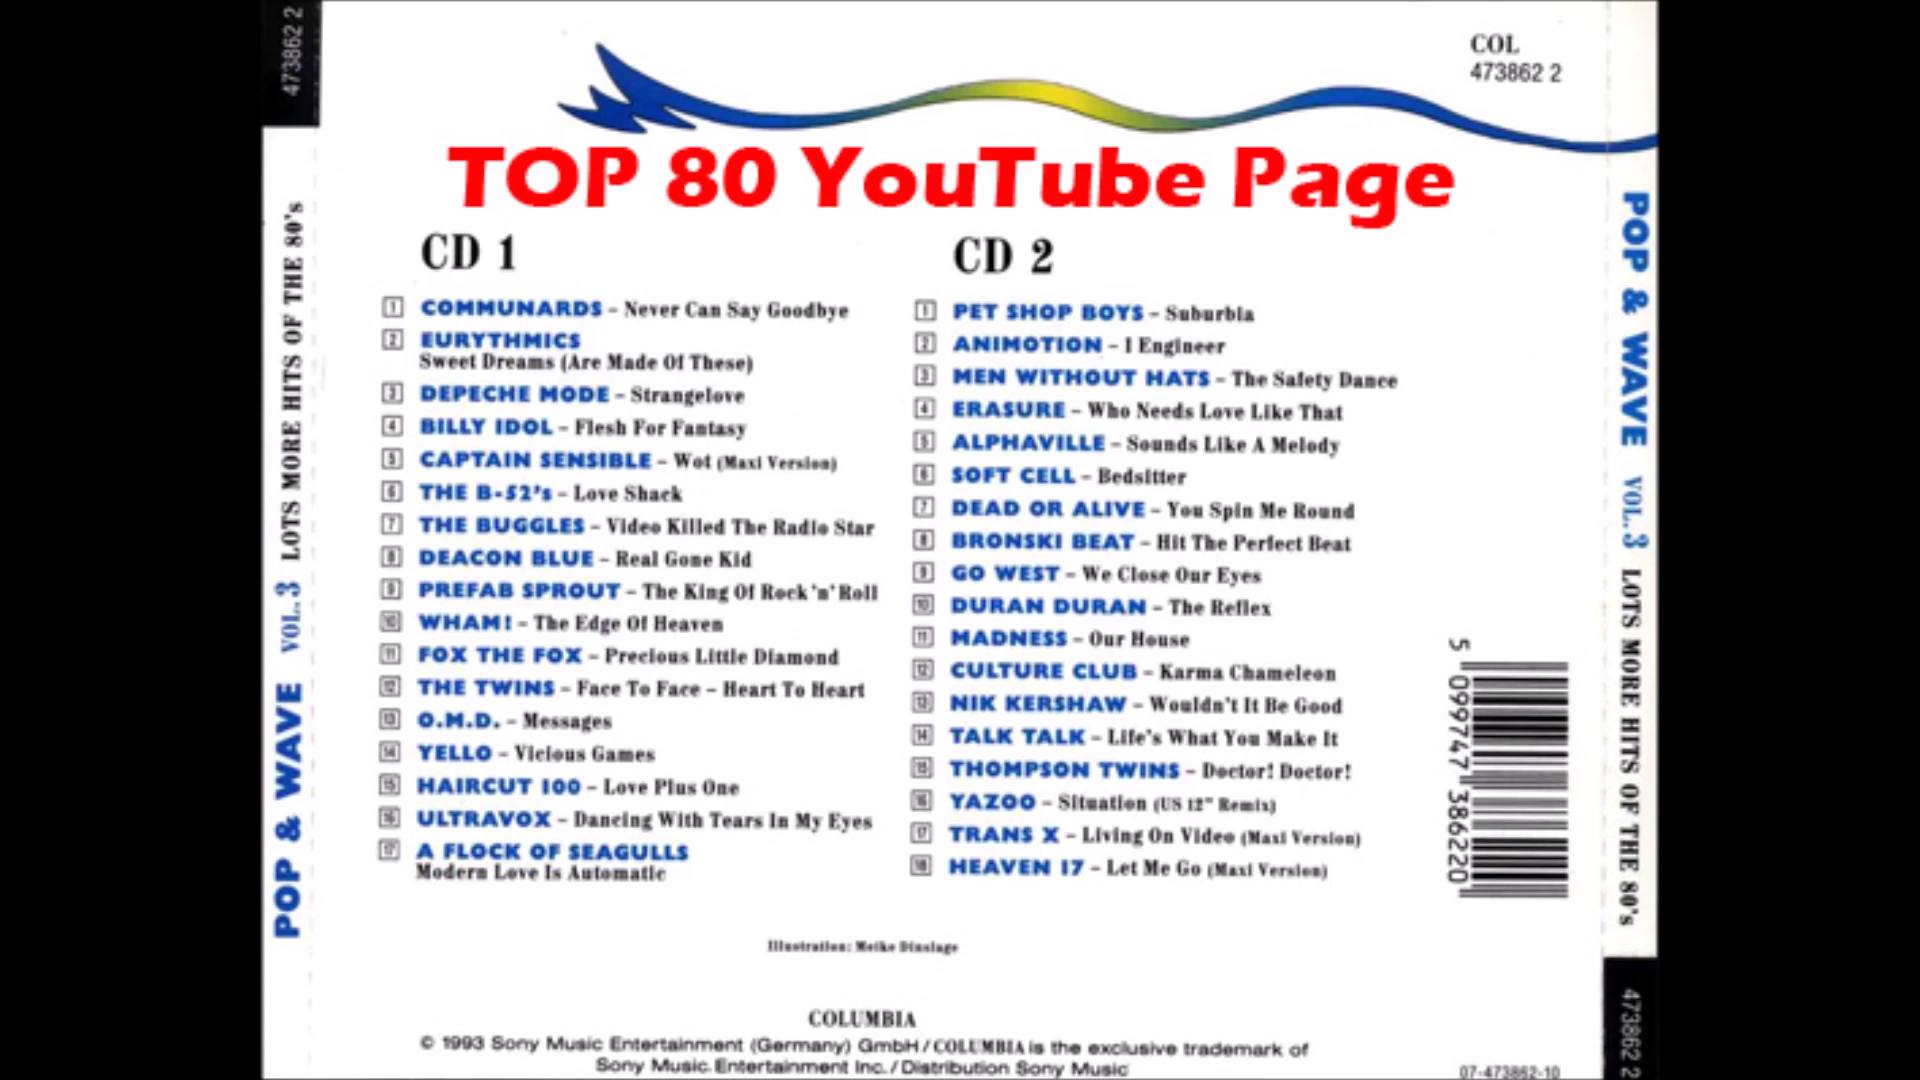 473862 2
COL
473862 2
TOP 80 YouTube Page
POP & WAVE VOL. 3 LOTS MORE HITS OF THE 80's
CD 1
1 COMMUNARDS – Never Can Say Goodbye
2 EURYTHMICS
Sweet Dreams (Are Made Of These)
3 DEPECHE MODE – Strangelove
4 BILLY IDOL – Flesh For Fantasy
5 CAPTAIN SENSIBLE – Wot (Maxi Version)
6 THE B-52's – Love Shack
7 THE BUGGLES – Video Killed The Radio Star
8 DEACON BLUE – Real Gone Kid
9 PREFAB SPROUT – The King Of Rock 'n' Roll
10 WHAM! – The Edge Of Heaven
11 FOX THE FOX – Precious Little Diamond
12 THE TWINS – Face To Face – Heart To Heart
13 O.M.D. – Messages
14 YELLO – Vicious Games
15 HAIRCUT 100 – Love Plus One
16 ULTRAVOX – Dancing With Tears In My Eyes
17 A FLOCK OF SEAGULLS
Modern Love Is Automatic
CD 2
1 PET SHOP BOYS – Suburbia
2 ANIMOTION – I Engineer
3 MEN WITHOUT HATS – The Safety Dance
4 ERASURE – Who Needs Love Like That
5 ALPHAVILLE – Sounds Like A Melody
6 SOFT CELL – Bedsitter
7 DEAD OR ALIVE – You Spin Me Round
8 BRONSKI BEAT – Hit The Perfect Beat
9 GO WEST – We Close Our Eyes
10 DURAN DURAN – The Reflex
11 MADNESS – Our House
12 CULTURE CLUB – Karma Chameleon
13 NIK KERSHAW – Wouldn't It Be Good
14 TALK TALK – Life's What You Make It
15 THOMPSON TWINS – Doctor! Doctor!
16 YAZOO – Situation (US 12" Remix)
17 TRANS X – Living On Video (Maxi Version)
18 HEAVEN 17 – Let Me Go (Maxi Version)
5 099747 386220
POP & WAVE VOL. 3 LOTS MORE HITS OF THE 80's
473862 2
Illustration: Meike Dinslage
COLUMBIA
© 1993 Sony Music Entertainment (Germany) GmbH / COLUMBIA is the exclusive trademark of
Sony Music Entertainment Inc. / Distribution Sony Music
07-473862-10